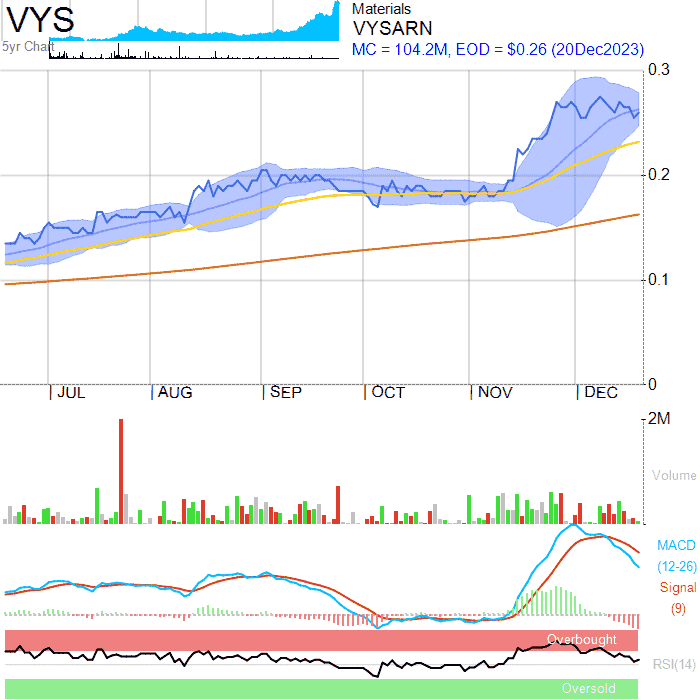 VYS
5yr Chart
Materials
VYSARN
MC = 104.2M, EOD = $0.26 (20Dec2023)
0.3
0.2
0.1
0
JUL AUG SEP OCT NOV DEC
2M
Volume
MACD
(12-26)
Signal
(9)
Overbought
RSI(14)
Oversold